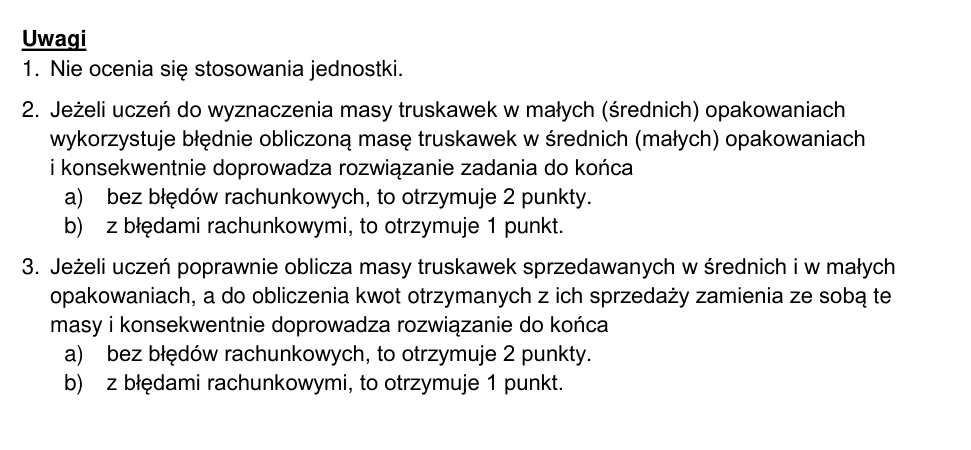 Uwagi
1. Nie ocenia się stosowania jednostki.
2. Jeżeli uczeń do wyznaczenia masy truskawek w małych (średnich) opakowaniach
wykorzystuje błędnie obliczoną masę truskawek w średnich (małych) opakowaniach
i konsekwentnie doprowadza rozwiązanie zadania do końca
a) bez błędów rachunkowych, to otrzymuje 2 punkty.
b) z błędami rachunkowymi, to otrzymuje 1 punkt.
3. Jeżeli uczeń poprawnie oblicza masy truskawek sprzedawanych w średnich i w małych
opakowaniach, a do obliczenia kwot otrzymanych z ich sprzedaży zamienia ze sobą te
masy i konsekwentnie doprowadza rozwiązanie do końca
a) bez błędów rachunkowych, to otrzymuje 2 punkty.
b) z błędami rachunkowymi, to otrzymuje 1 punkt.